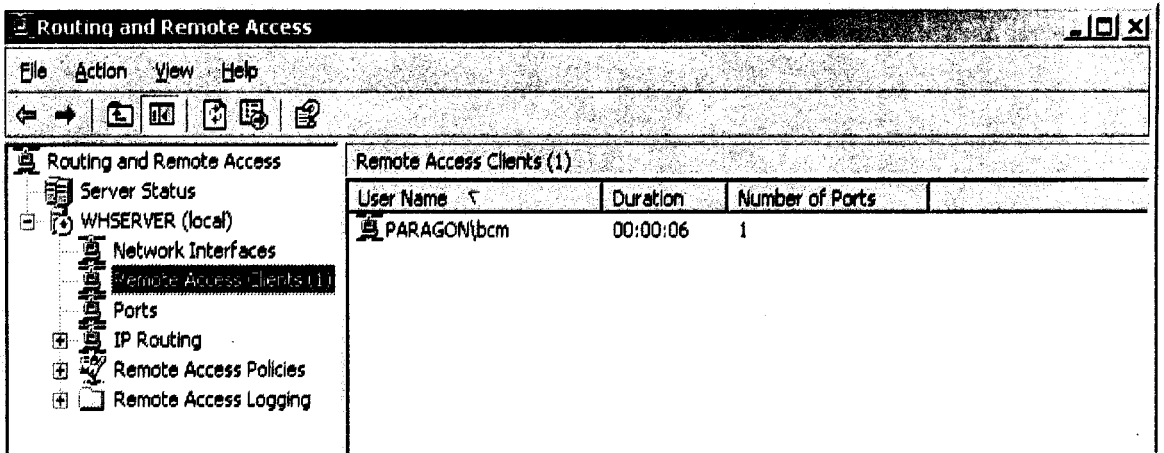 Routing and Remote Access
File Action View Help
Routing and Remote Access
Server Status
WHSERVER (local)
Network Interfaces
Remote Access Clients (1)
Ports
IP Routing
Remote Access Policies
Remote Access Logging
Remote Access Clients (1)
User Name Duration Number of Ports
PARAGON\bcm 00:00:06 1